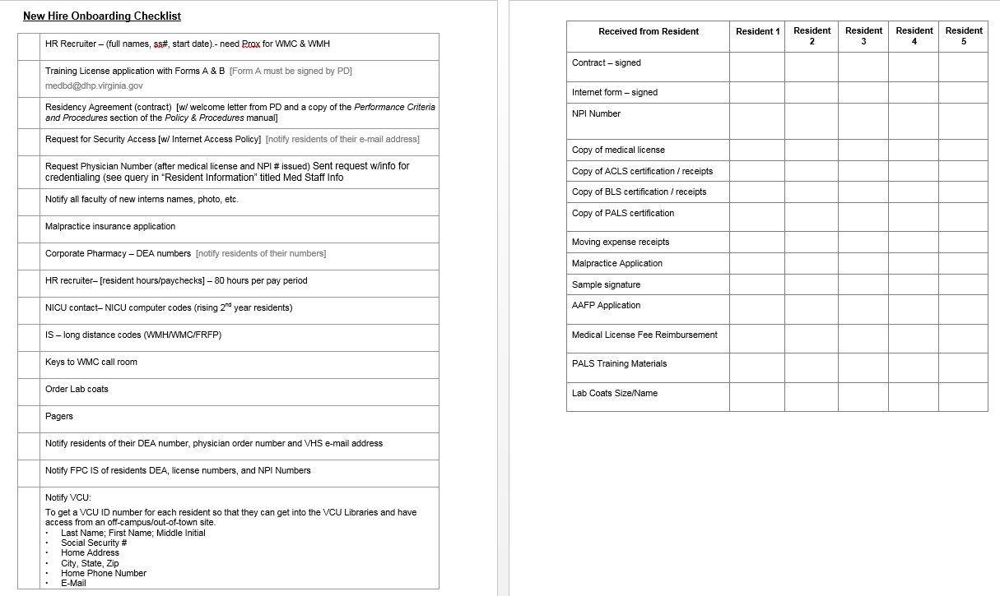 New Hire Onboarding Checklist
HR Recruiter – (full names, ss#, start date).- need Prox for WMC & WMH
Training License application with Forms A & B [Form A must be signed by PD]
medbd@dhp.virginia.gov
Residency Agreement (contract) [w/ welcome letter from PD and a copy of the Performance Criteria
and Procedures section of the Policy & Procedures manual]
Request for Security Access [w/ Internet Access Policy] [notify residents of their e-mail address]
Request Physician Number (after medical license and NPI # issued) Sent request w/info for
credentialing (see query in “Resident Information” titled Med Staff Info
Notify all faculty of new interns names, photo, etc.
Malpractice insurance application
Corporate Pharmacy – DEA numbers [notify residents of their numbers]
HR recruiter– [resident hours/paychecks] – 80 hours per pay period
NICU contact– NICU computer codes (rising 2nd year residents)
IS – long distance codes (WMH/WMC/FRFP)
Keys to WMC call room
Order Lab coats
Pagers
Notify residents of their DEA number, physician order number and VHS e-mail address
Notify FPC IS of residents DEA, license numbers, and NPI Numbers
Notify VCU:
To get a VCU ID number for each resident so that they can get into the VCU Libraries and have
access from an off-campus/out-of-town site.
• Last Name; First Name; Middle Initial
• Social Security #
• Home Address
• City, State, Zip
• Home Phone Number
• E-Mail
Received from Resident Resident 1 Resident 2 Resident 3 Resident 4 Resident 5
Contract – signed
Internet form – signed
NPI Number
Copy of medical license
Copy of ACLS certification / receipts
Copy of BLS certification / receipts
Copy of PALS certification
Moving expense receipts
Malpractice Application
Sample signature
AAFP Application
Medical License Fee Reimbursement
PALS Training Materials
Lab Coats Size/Name